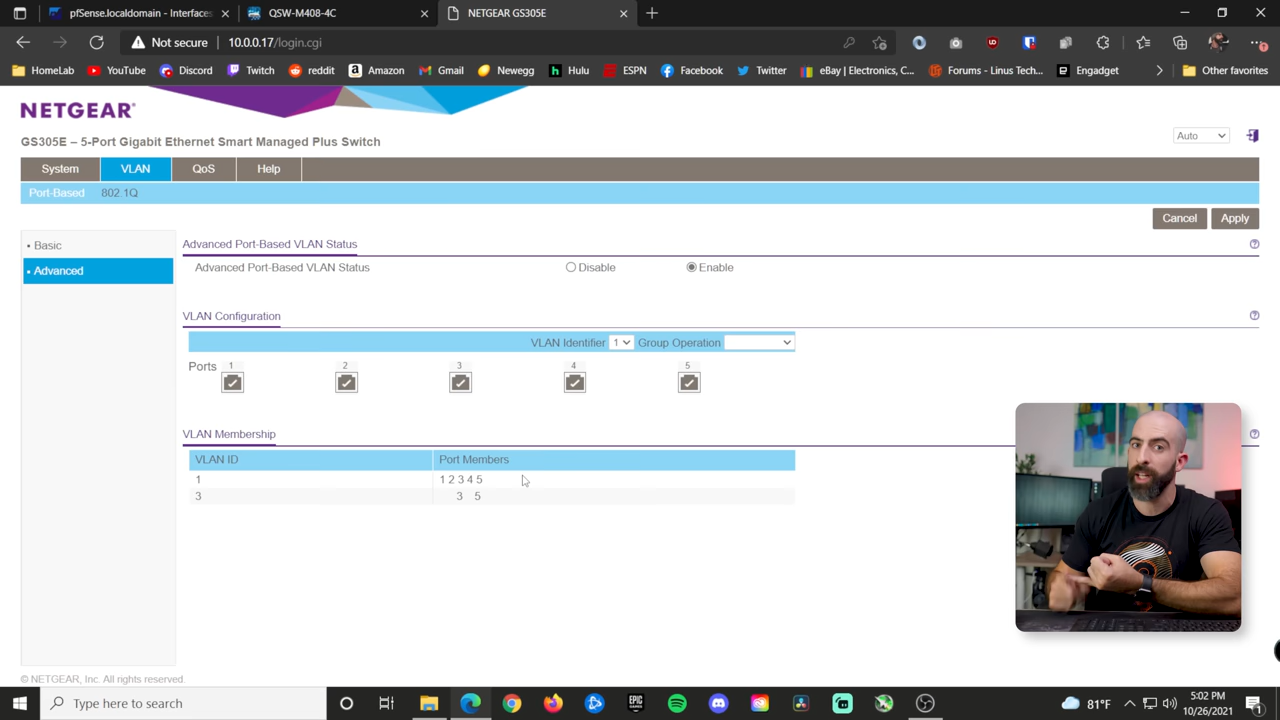 pfSense.localdomain - Interfaces
QSW-M408-4C
NETGEAR GS305E
Not secure
10.0.0.17/login.cgi
HomeLab
YouTube
Discord
Twitch
reddit
Amazon
Gmail
Newegg
Hulu
ESPN
Facebook
Twitter
eBay | Electronics, C...
Forums - Linus Tech...
Engadget
Other favorites
NETGEAR®
GS305E – 5-Port Gigabit Ethernet Smart Managed Plus Switch
Auto
System
VLAN
QoS
Help
Port-Based
802.1Q
Cancel
Apply
• Basic
• Advanced
Advanced Port-Based VLAN Status
Advanced Port-Based VLAN Status
Disable
Enable
VLAN Configuration
VLAN Identifier 1 Group Operation
Ports 1 2 3 4 5
VLAN Membership
VLAN ID Port Members
1 1 2 3 4 5
3 3 5
© NETGEAR, Inc. All rights reserved.
Type here to search
81°F
5:02 PM
10/26/2021